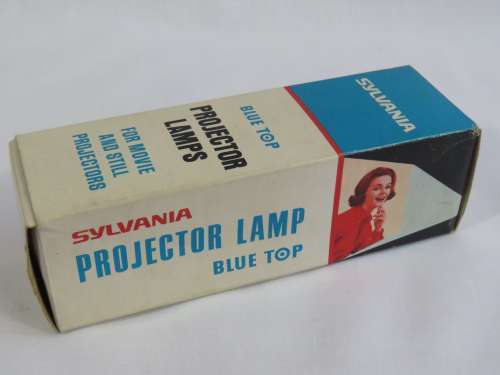 SYLVANIA
BLUE TOP
PROJECTOR
LAMPS
FOR MOVIE
AND STILL
PROJECTORS
SYLVANIA
PROJECTOR LAMP
BLUE TOP